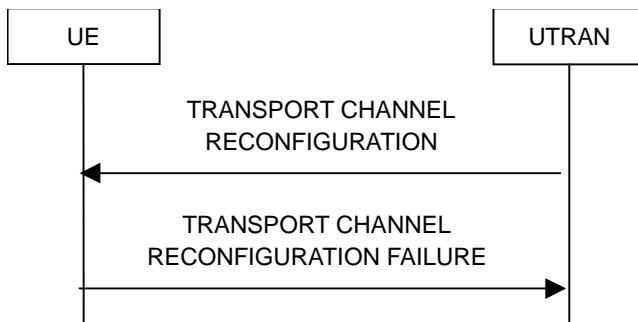 UE
UTRAN
TRANSPORT CHANNEL
RECONFIGURATION
TRANSPORT CHANNEL
RECONFIGURATION FAILURE